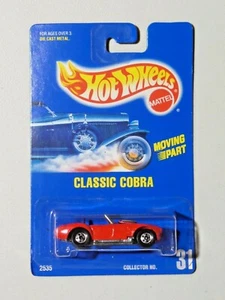 FOR AGES OVER 3
DIE CAST METAL
Hot Wheels
MATTEL
MOVING PART
CLASSIC COBRA
2535
COLLECTOR NO.
31